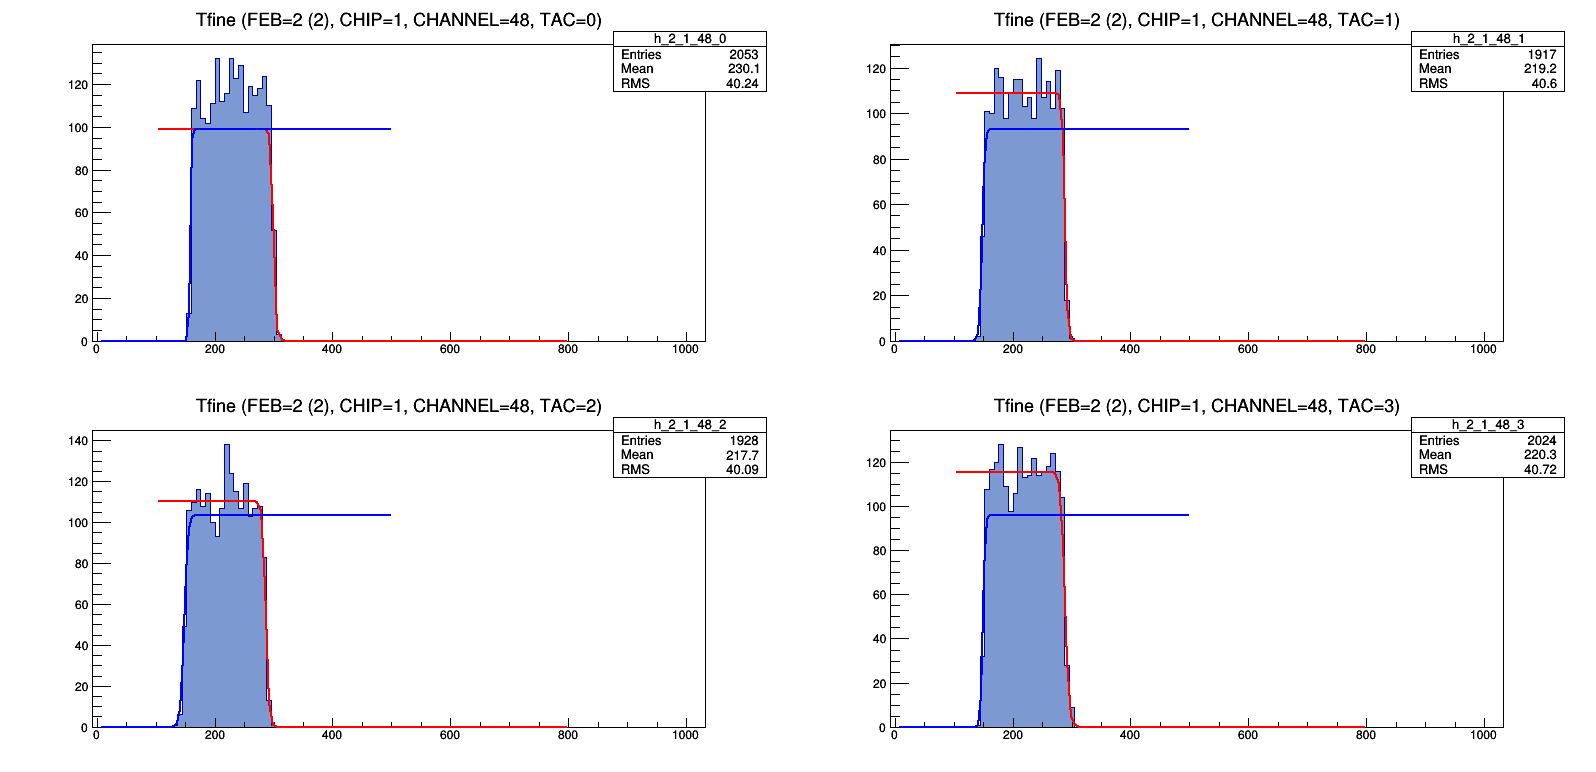 Tfine (FEB=2 (2), CHIP=1, CHANNEL=48, TAC=0)
h_2_1_48_0
Entries 2053
Mean 230.1
RMS 40.24
120
100
80
60
40
20
0
0 200 400 600 800 1000
Tfine (FEB=2 (2), CHIP=1, CHANNEL=48, TAC=1)
h_2_1_48_1
Entries 1917
Mean 219.2
RMS 40.6
120
100
80
60
40
20
0
0 200 400 600 800 1000
Tfine (FEB=2 (2), CHIP=1, CHANNEL=48, TAC=2)
h_2_1_48_2
Entries 1928
Mean 217.7
RMS 40.09
140
120
100
80
60
40
20
0
0 200 400 600 800 1000
Tfine (FEB=2 (2), CHIP=1, CHANNEL=48, TAC=3)
h_2_1_48_3
Entries 2024
Mean 220.3
RMS 40.72
120
100
80
60
40
20
0
0 200 400 600 800 1000